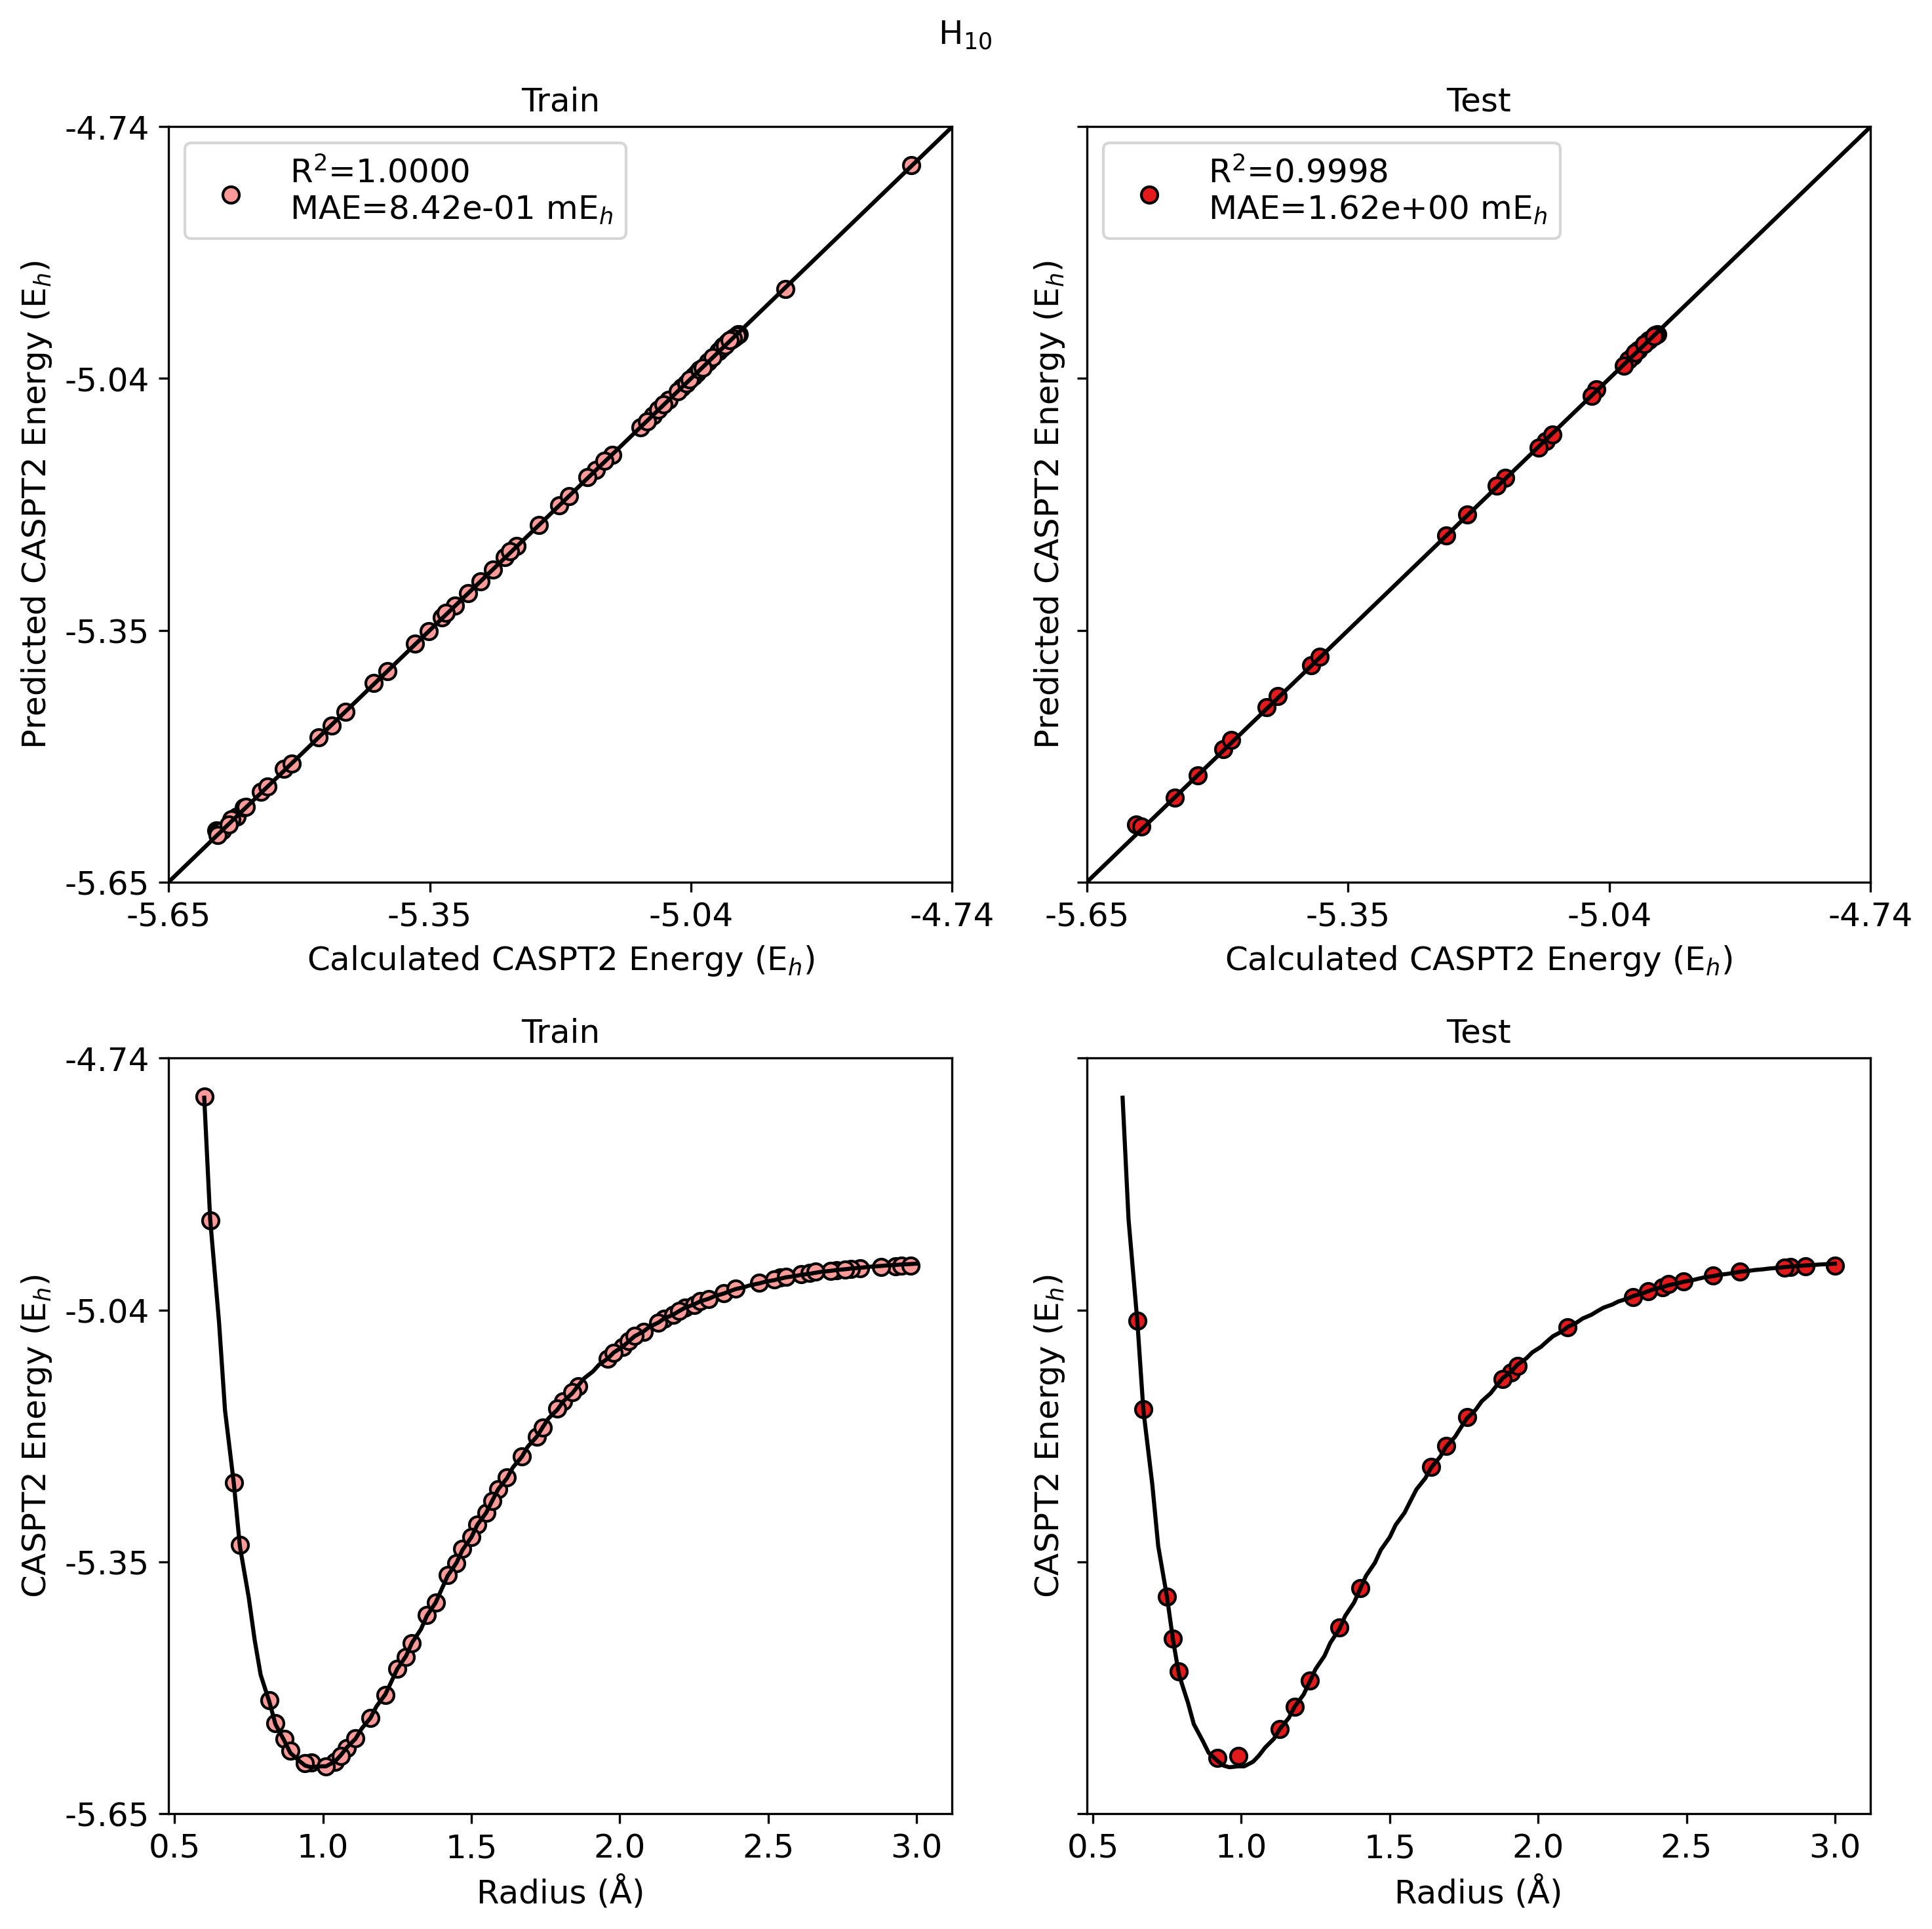 H₁₀
Train
Test
-4.74
R²=1.0000
MAE=8.42e-01 mEₕ
R²=0.9998
MAE=1.62e+00 mEₕ
Predicted CASPT2 Energy (Eₕ)
Predicted CASPT2 Energy (Eₕ)
-5.04
-5.35
-5.65
-5.65 -5.35 -5.04 -4.74
-5.65 -5.35 -5.04 -4.74
Calculated CASPT2 Energy (Eₕ)
Calculated CASPT2 Energy (Eₕ)
Train
Test
-4.74
CASPT2 Energy (Eₕ)
CASPT2 Energy (Eₕ)
-5.04
-5.35
-5.65
0.5 1.0 1.5 2.0 2.5 3.0
0.5 1.0 1.5 2.0 2.5 3.0
Radius (Å)
Radius (Å)